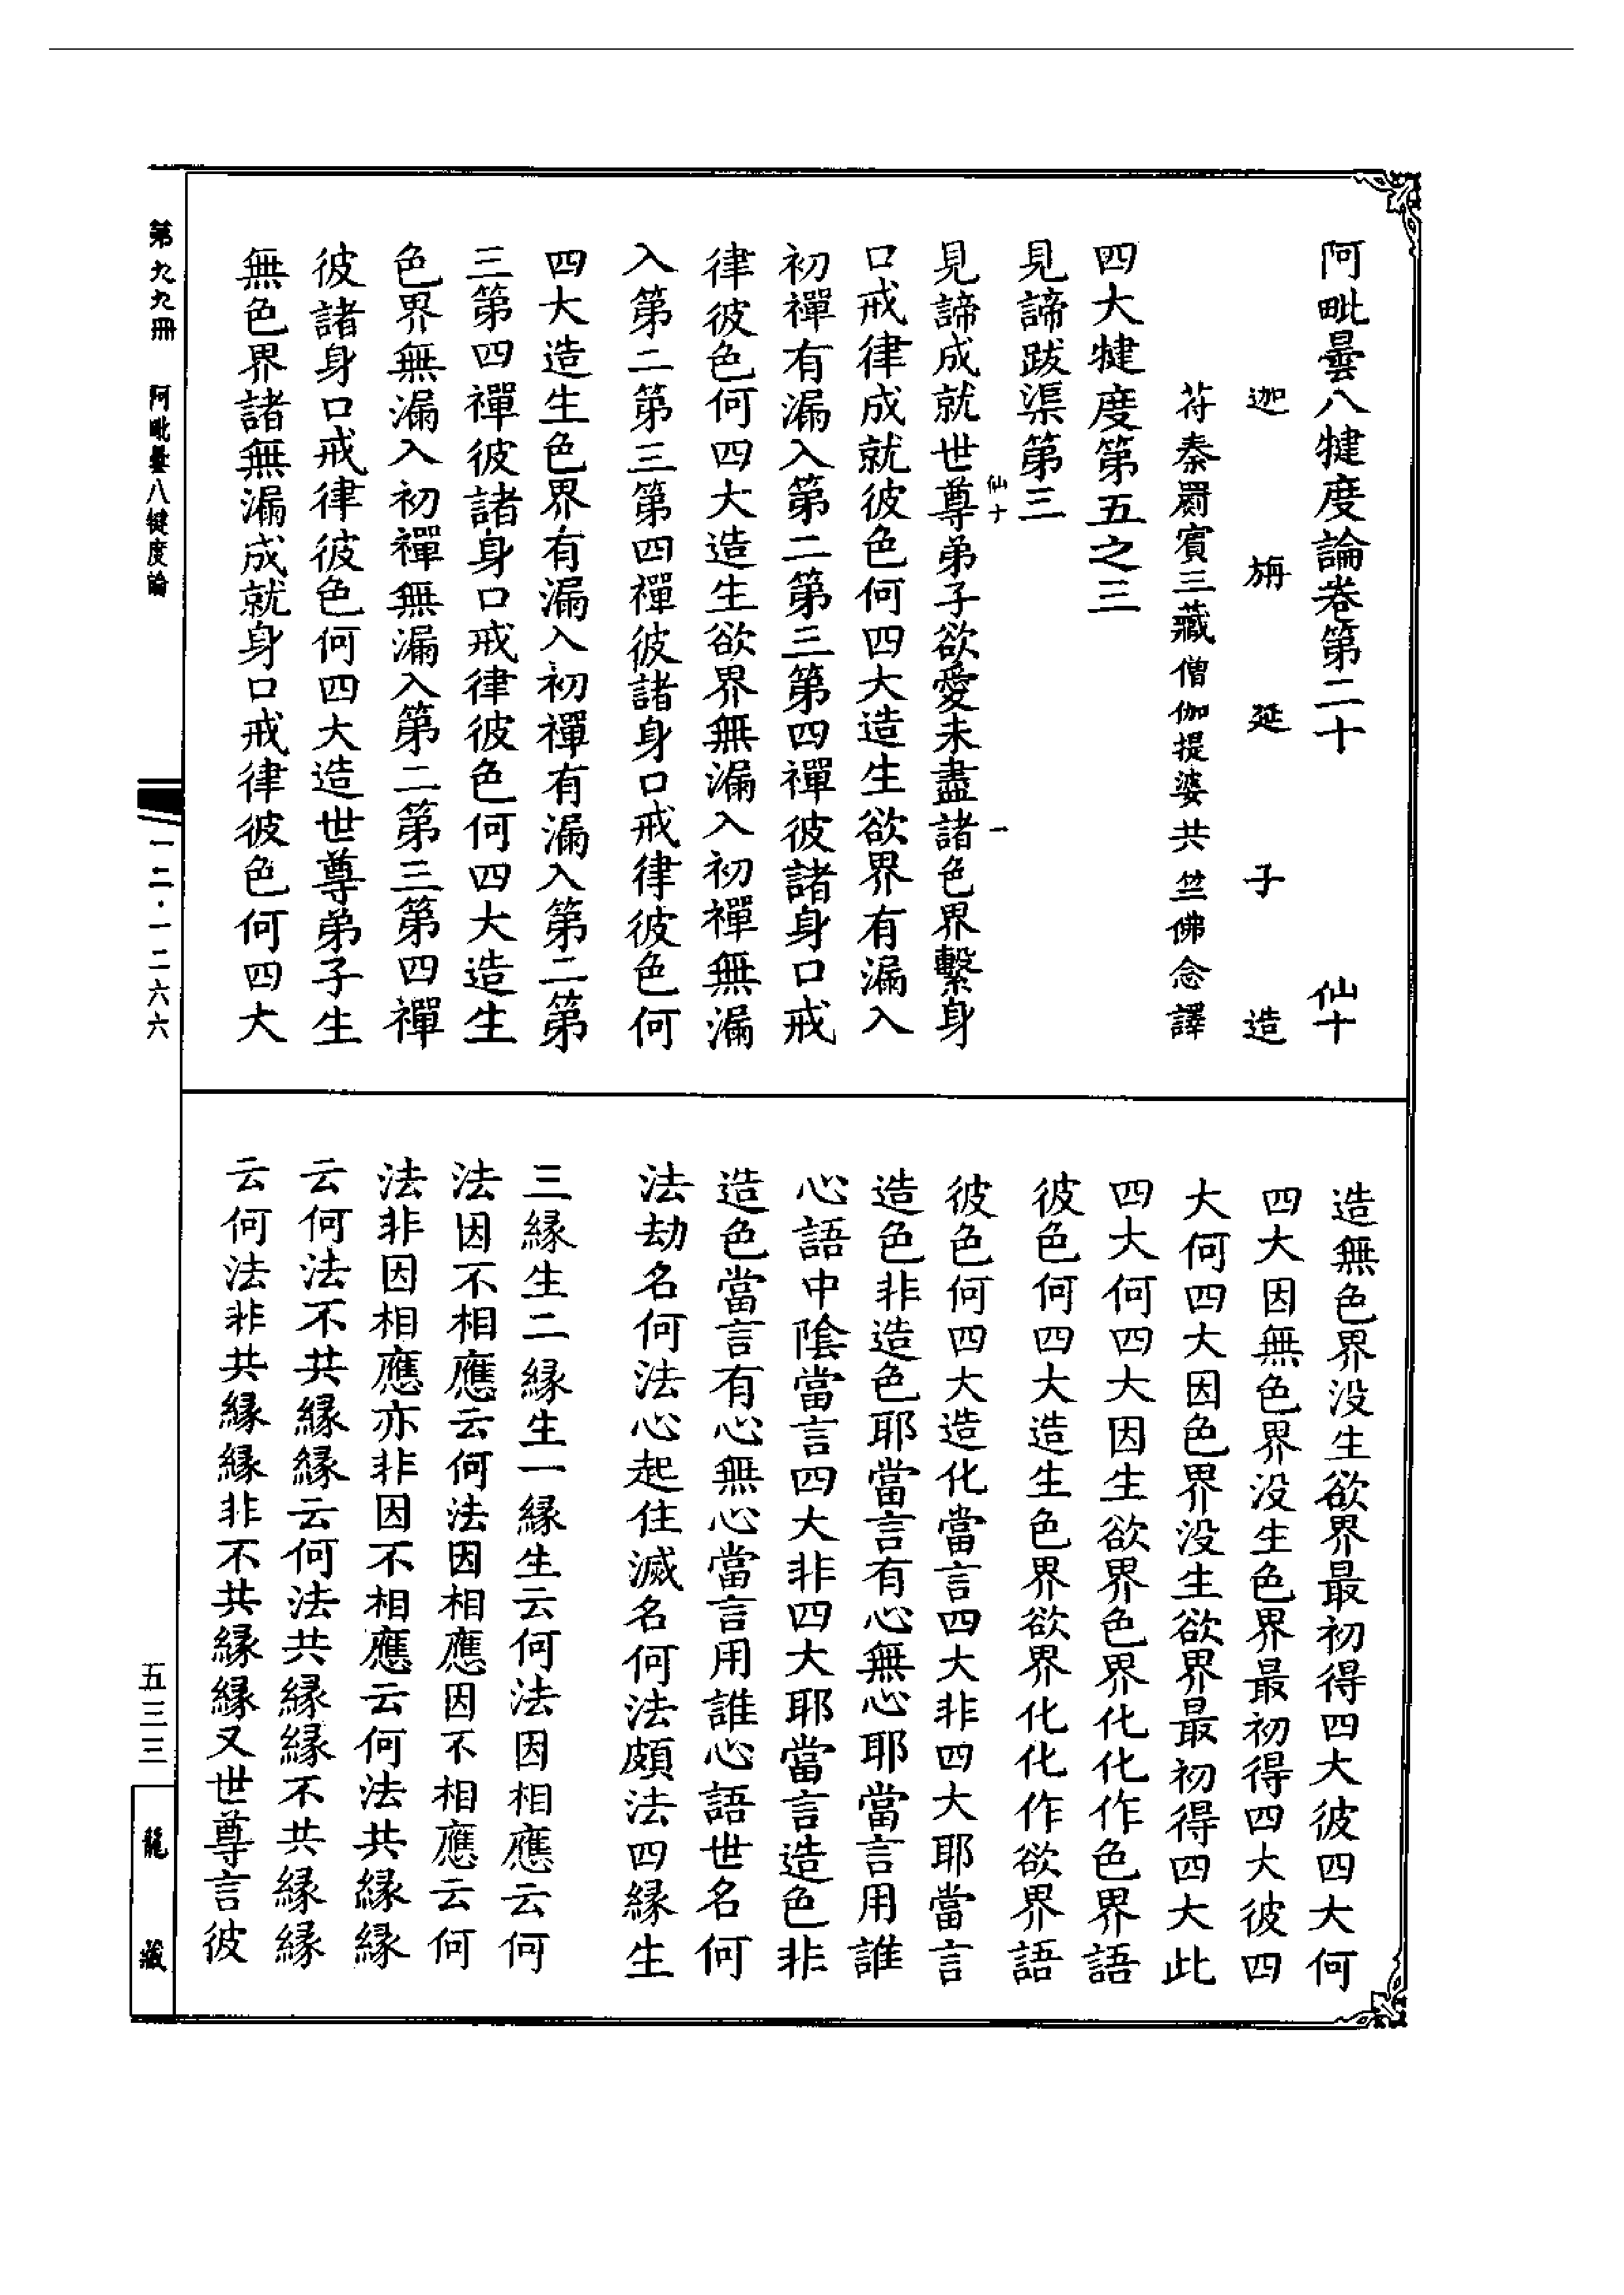 阿毗曇八犍度論卷第二十　仙十
迦旃延子造
苻秦罽賓三藏僧伽提婆共竺佛念譯
四大犍度第五之三
見諦跋渠第三
仙十　一
見諦成就世尊弟子欲愛未盡諸色界繫身
口戒律成就彼色何四大造生欲界有漏入
初禪有漏入第二第三第四禪彼諸身口戒
律彼色何四大造生欲界無漏入初禪無漏
入第二第三第四禪彼諸身口戒律彼色何
四大造生色界有漏入初禪有漏入第二第
三第四禪彼諸身口戒律彼色何四大造生
色界無漏入初禪無漏入第二第三第四禪
彼諸身口戒律彼色何四大造世尊弟子生
無色界諸無漏成就身口戒律彼色何四大
造無色界没生欲界最初得四大彼四大何
四大因無色界没生色界最初得四大彼四
大何四大因色界没生欲界最初得四大此
四大何四大因生欲界色界化化作色界語
彼色何四大造生色界欲界化化作欲界語
彼色何四大造化當言四大非四大耶當言
造色非造色耶當言有心無心耶當言用誰
心語中陰當言四大非四大耶當言造色非
造色當言有心無心當言用誰心語世名何
法劫名何法心起住滅名何法頗法四緣生
三緣生二緣生一緣生云何法因相應云何
法因不相應云何法因相應因不相應云何
法非因相應亦非因不相應云何法共緣緣
云何法不共緣緣云何法共緣緣不共緣緣
云何法非共緣緣非不共緣緣又世尊言彼
第九九冊　阿毗曇八犍度論
一二·一二六六
五三三
龍藏